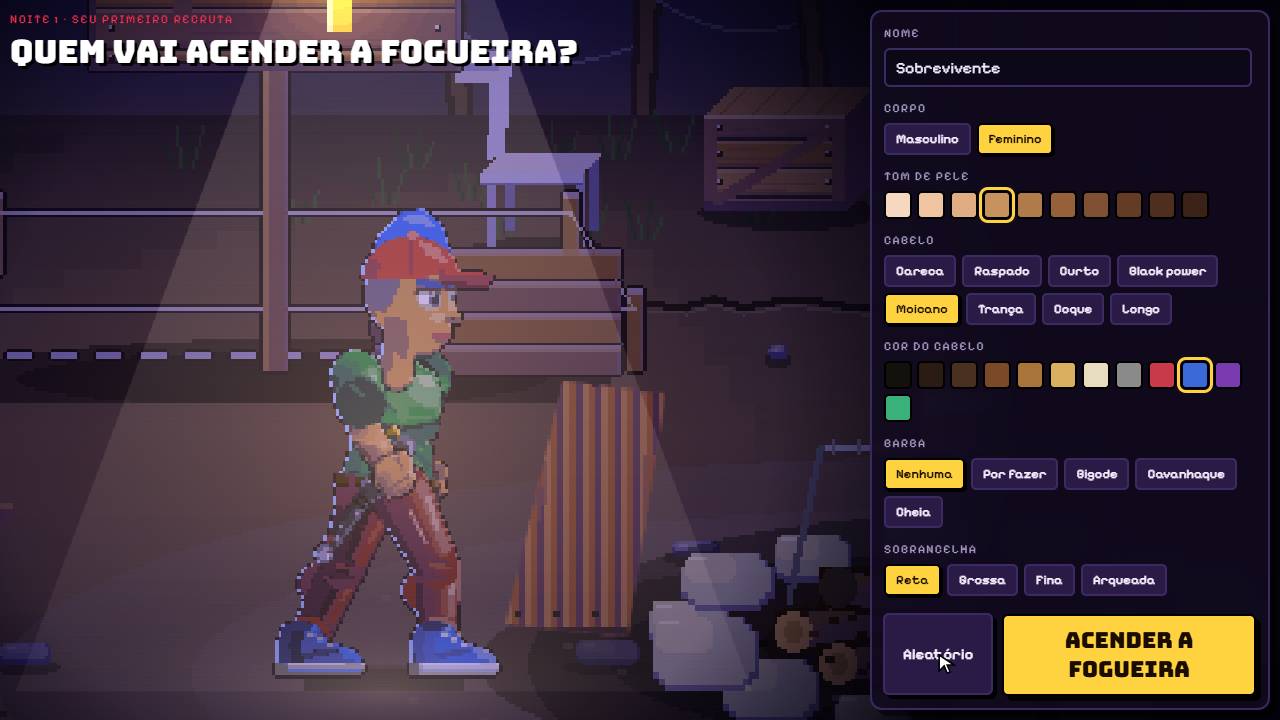 NOITE 1 · SEU PRIMEIRO RECRUTA
QUEM VAI ACENDER A FOGUEIRA?
NOME
Sobrevivente
CORPO
Masculino Feminino
TOM DE PELE
CABELO
Careca Raspado Curto Black power
Moicano Trança Coque Longo
COR DO CABELO
BARBA
Nenhuma Por fazer Bigode Cavanhaque
Cheia
SOBRANCELHA
Reta Grossa Fina Arqueada
Aleatório
ACENDER A
FOGUEIRA